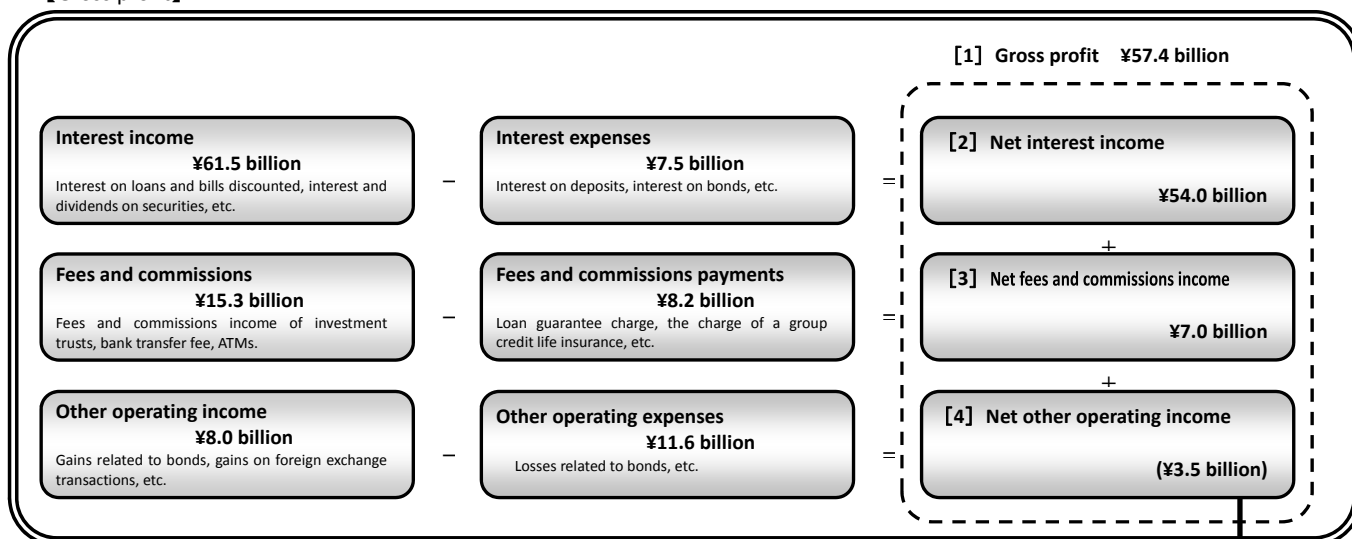 [1] Gross profit ¥57.4 billion
Interest income
¥61.5 billion
Interest on loans and bills discounted, interest and
dividends on securities, etc.
－
Interest expenses
¥7.5 billion
Interest on deposits, interest on bonds, etc.
＝
[2] Net interest income
¥54.0 billion
＋
Fees and commissions
¥15.3 billion
Fees and commissions income of investment
trusts, bank transfer fee, ATMs.
－
Fees and commissions payments
¥8.2 billion
Loan guarantee charge, the charge of a group
credit life insurance, etc.
＝
[3] Net fees and commissions income
¥7.0 billion
＋
Other operating income
¥8.0 billion
Gains related to bonds, gains on foreign exchange
transactions, etc.
－
Other operating expenses
¥11.6 billion
Losses related to bonds, etc.
＝
[4] Net other operating income
(¥3.5 billion)